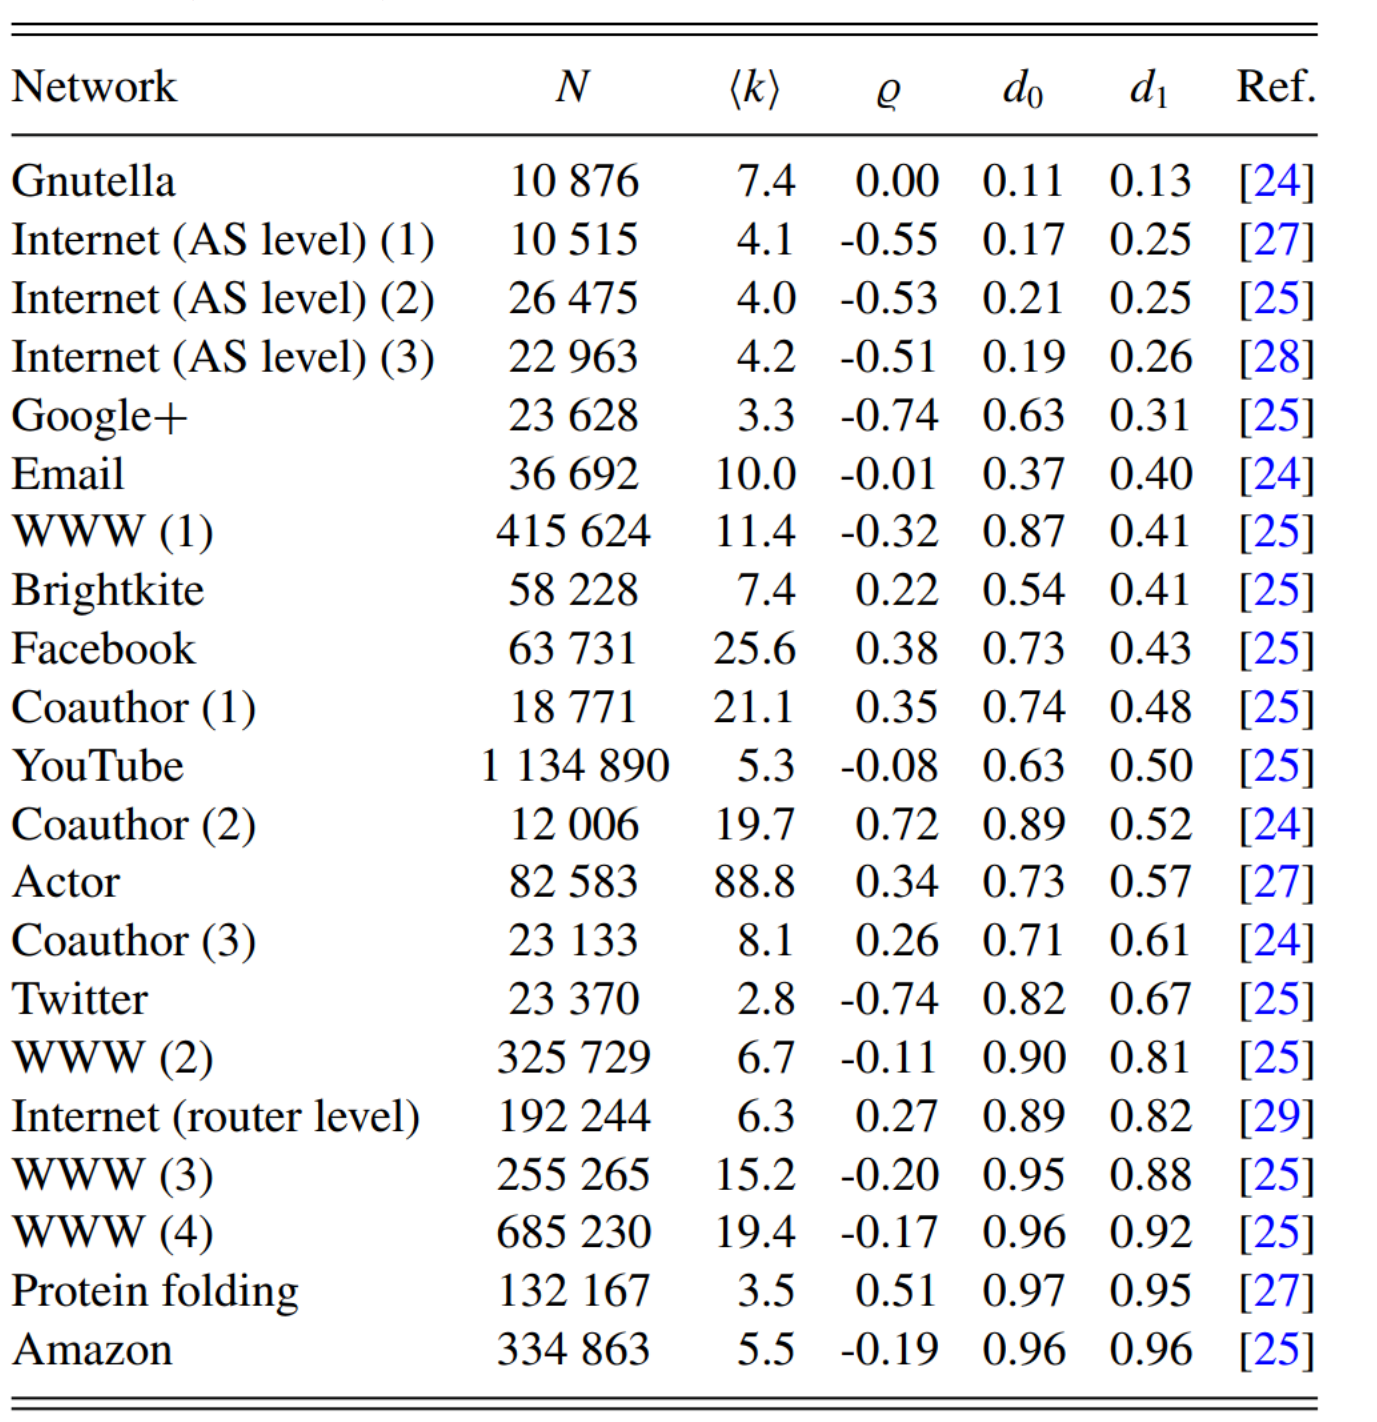 Network N ⟨k⟩ ϱ d₀ d₁ Ref.
Gnutella 10 876 7.4 0.00 0.11 0.13 [24]
Internet (AS level) (1) 10 515 4.1 -0.55 0.17 0.25 [27]
Internet (AS level) (2) 26 475 4.0 -0.53 0.21 0.25 [25]
Internet (AS level) (3) 22 963 4.2 -0.51 0.19 0.26 [28]
Google+ 23 628 3.3 -0.74 0.63 0.31 [25]
Email 36 692 10.0 -0.01 0.37 0.40 [24]
WWW (1) 415 624 11.4 -0.32 0.87 0.41 [25]
Brightkite 58 228 7.4 0.22 0.54 0.41 [25]
Facebook 63 731 25.6 0.38 0.73 0.43 [25]
Coauthor (1) 18 771 21.1 0.35 0.74 0.48 [25]
YouTube 1 134 890 5.3 -0.08 0.63 0.50 [25]
Coauthor (2) 12 006 19.7 0.72 0.89 0.52 [24]
Actor 82 583 88.8 0.34 0.73 0.57 [27]
Coauthor (3) 23 133 8.1 0.26 0.71 0.61 [24]
Twitter 23 370 2.8 -0.74 0.82 0.67 [25]
WWW (2) 325 729 6.7 -0.11 0.90 0.81 [25]
Internet (router level) 192 244 6.3 0.27 0.89 0.82 [29]
WWW (3) 255 265 15.2 -0.20 0.95 0.88 [25]
WWW (4) 685 230 19.4 -0.17 0.96 0.92 [25]
Protein folding 132 167 3.5 0.51 0.97 0.95 [27]
Amazon 334 863 5.5 -0.19 0.96 0.96 [25]